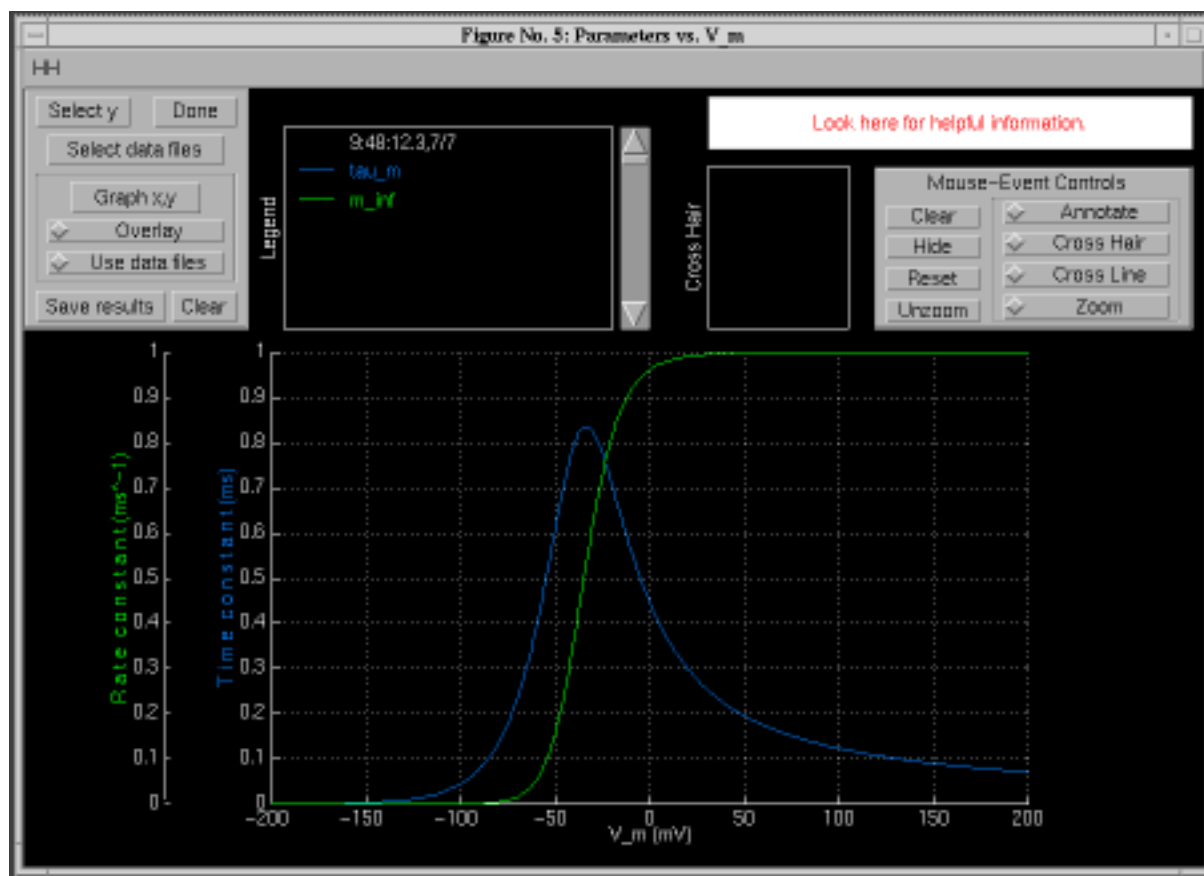 Figure No. 5: Parameters vs. V_m
HH
Select y
Done
Select data files
Graph x,y
Overlay
Use data files
Save results
Clear
Legend
9:48:12.3,7/7
tau_m
m_inf
Look here for helpful information.
Cross Hair
Mouse-Event Controls
Clear
Annotate
Hide
Cross Hair
Reset
Cross Line
Unzoom
Zoom
Rate constant (ms^-1)
1
0.9
0.8
0.7
0.6
0.5
0.4
0.3
0.2
0.1
0
Time constant (ms)
1
0.9
0.8
0.7
0.6
0.5
0.4
0.3
0.2
0.1
0
-200 -150 -100 -50 0 50 100 150 200
V_m (mV)